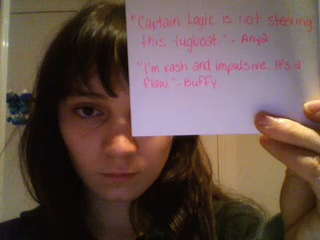 "Captain Logic is not steering
this tugboat." - Anya
"I'm rash and impulsive. It's a
flaw." - Buffy